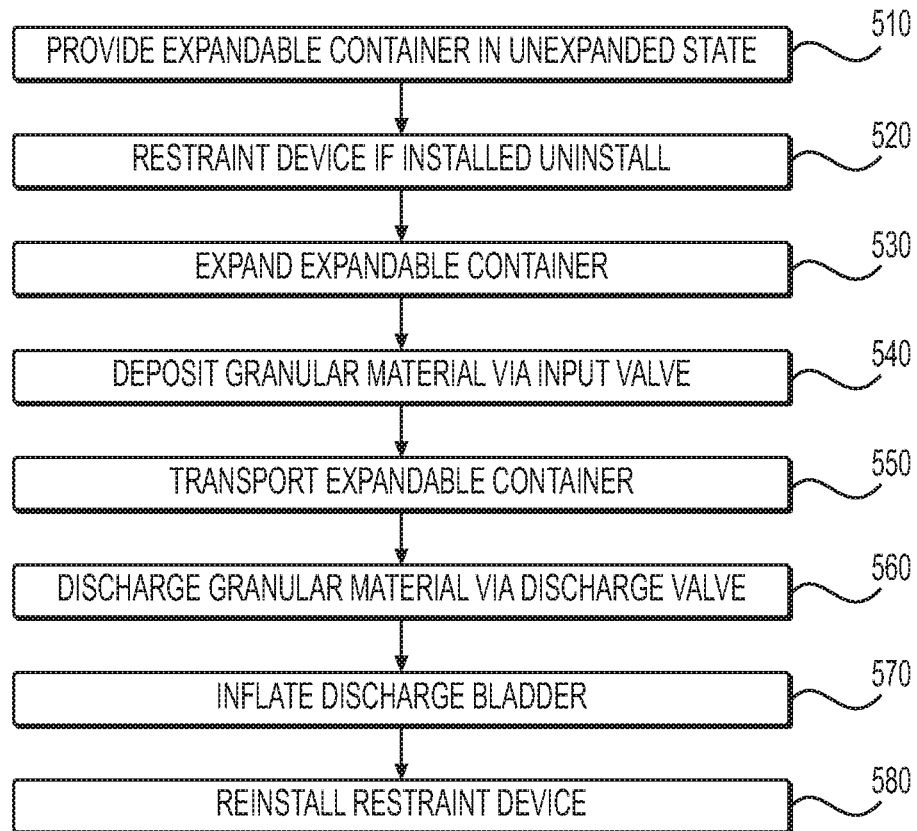 PROVIDE EXPANDABLE CONTAINER IN UNEXPANDED STATE 510
RESTRAINT DEVICE IF INSTALLED UNINSTALL 520
EXPAND EXPANDABLE CONTAINER 530
DEPOSIT GRANULAR MATERIAL VIA INPUT VALVE 540
TRANSPORT EXPANDABLE CONTAINER 550
DISCHARGE GRANULAR MATERIAL VIA DISCHARGE VALVE 560
INFLATE DISCHARGE BLADDER 570
REINSTALL RESTRAINT DEVICE 580